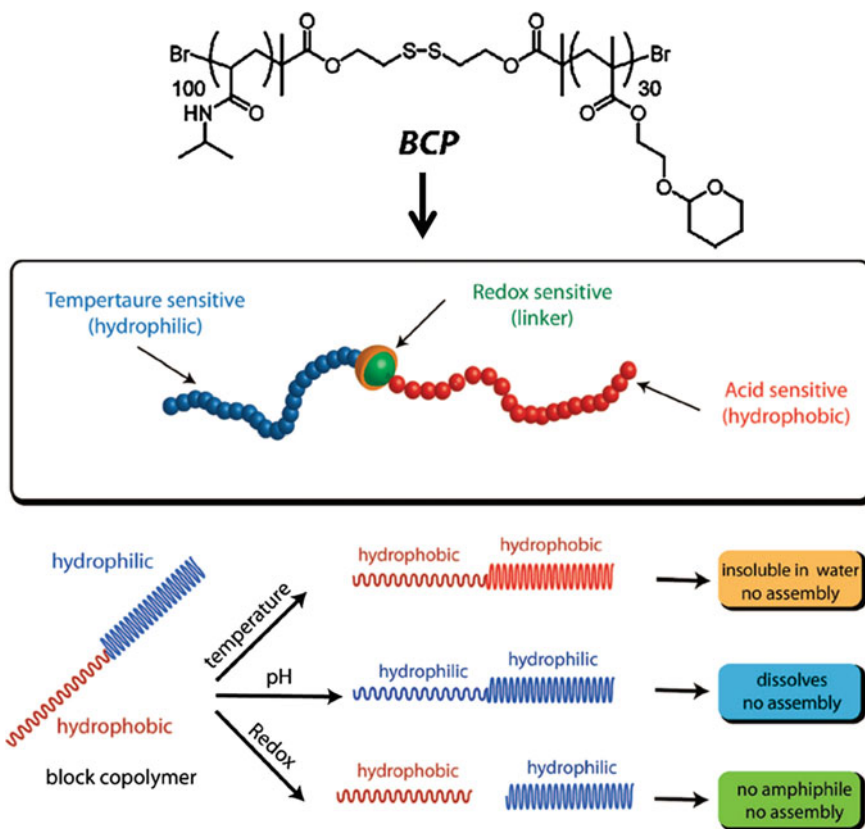 Br
100
HN
O
O
O
S-S
O
O
Br
30
O
O
O
O
BCP
Tempertaure sensitive
(hydrophilic)
Redox sensitive
(linker)
Acid sensitive
(hydrophobic)
hydrophilic
hydrophobic
block copolymer
temperature
pH
Redox
hydrophobic hydrophobic
insoluble in water
no assembly
hydrophilic hydrophilic
dissolves
no assembly
hydrophobic hydrophilic
no amphiphile
no assembly